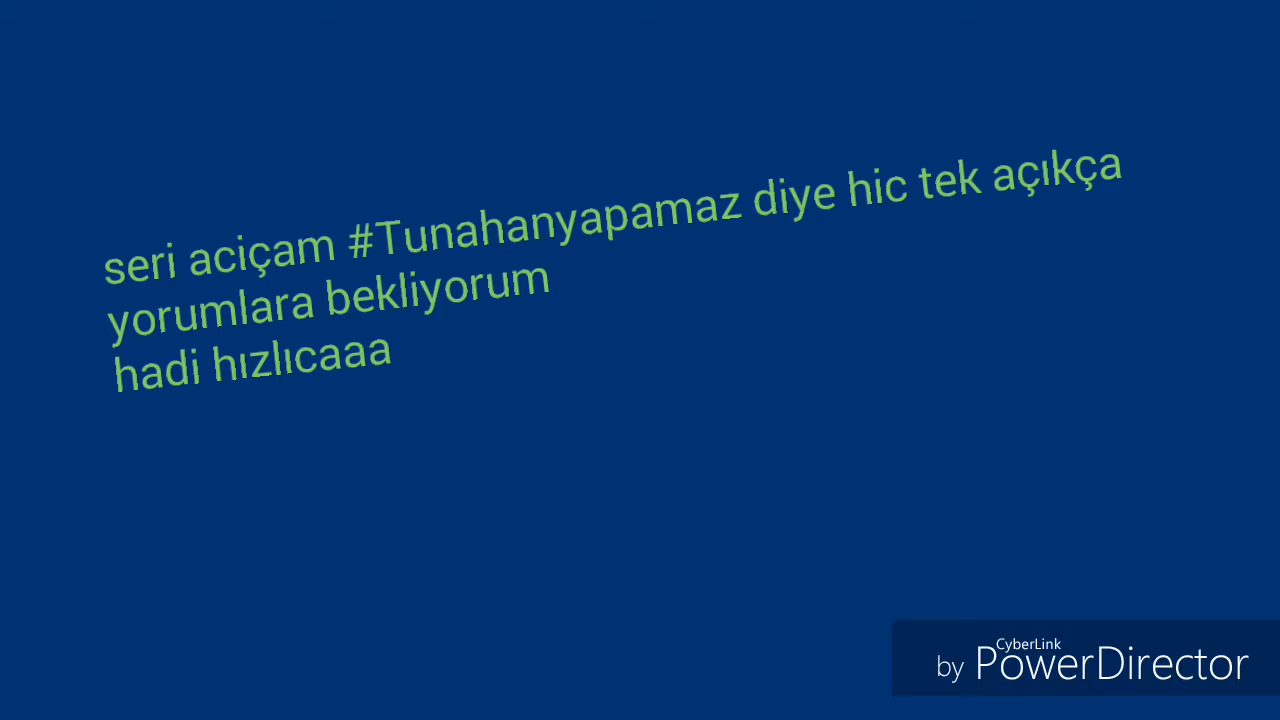 seri aciçam #Tunahanyapamaz diye hic tek açıkça
yorumlara bekliyorum
hadi hızlıcaaa
by CyberLink PowerDirector